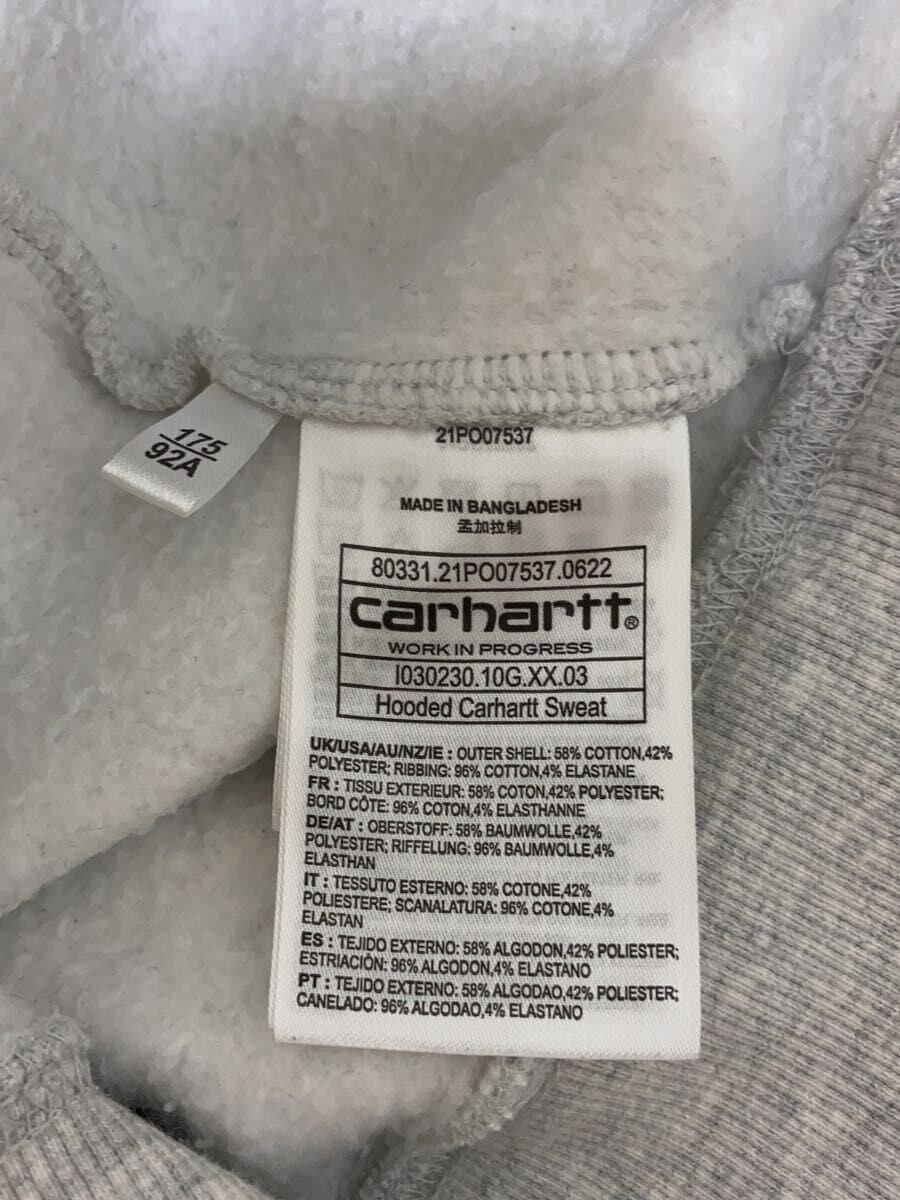 175
92A
21PO07537
MADE IN BANGLADESH
孟加拉制
80331.21PO07537.0622
carhartt®
WORK IN PROGRESS
I030230.10G.XX.03
Hooded Carhartt Sweat
UK/USA/AU/NZ/IE : OUTER SHELL: 58% COTTON,42%
POLYESTER; RIBBING: 96% COTTON,4% ELASTANE
FR : TISSU EXTERIEUR: 58% COTON,42% POLYESTER;
BORD CÔTE: 96% COTON,4% ELASTHANNE
DE/AT : OBERSTOFF: 58% BAUMWOLLE,42%
POLYESTER; RIFFELUNG: 96% BAUMWOLLE,4%
ELASTHAN
IT : TESSUTO ESTERNO: 58% COTONE,42%
POLIESTERE; SCANALATURA: 96% COTONE,4%
ELASTAN
ES : TEJIDO EXTERNO: 58% ALGODON,42% POLIESTER;
ESTRIACIÓN: 96% ALGODON,4% ELASTANO
PT : TEJIDO EXTERNO: 58% ALGODAO,42% POLIESTER;
CANELADO: 96% ALGODAO,4% ELASTANO